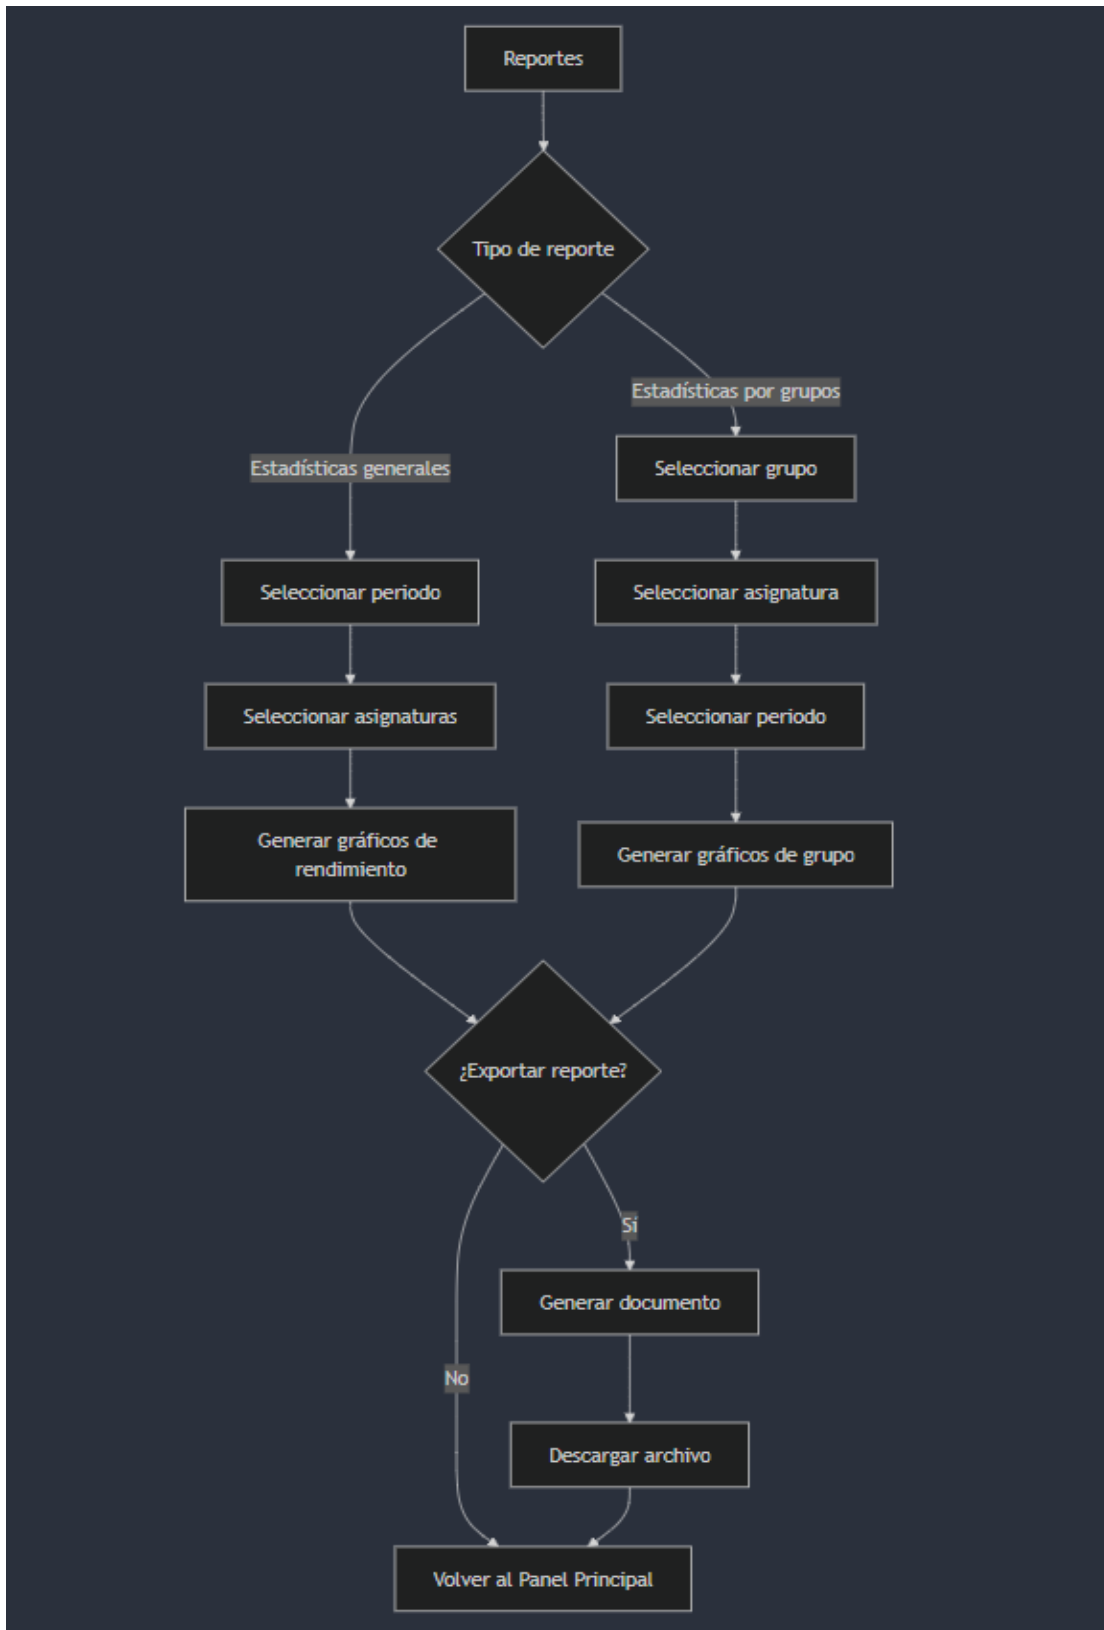 Reportes
Tipo de reporte
Estadísticas por grupos
Estadísticas generales
Seleccionar grupo
Seleccionar periodo
Seleccionar asignatura
Seleccionar asignaturas
Seleccionar periodo
Generar gráficos de
rendimiento
Generar gráficos de grupo
¿Exportar reporte?
Si
Generar documento
No
Descargar archivo
Volver al Panel Principal